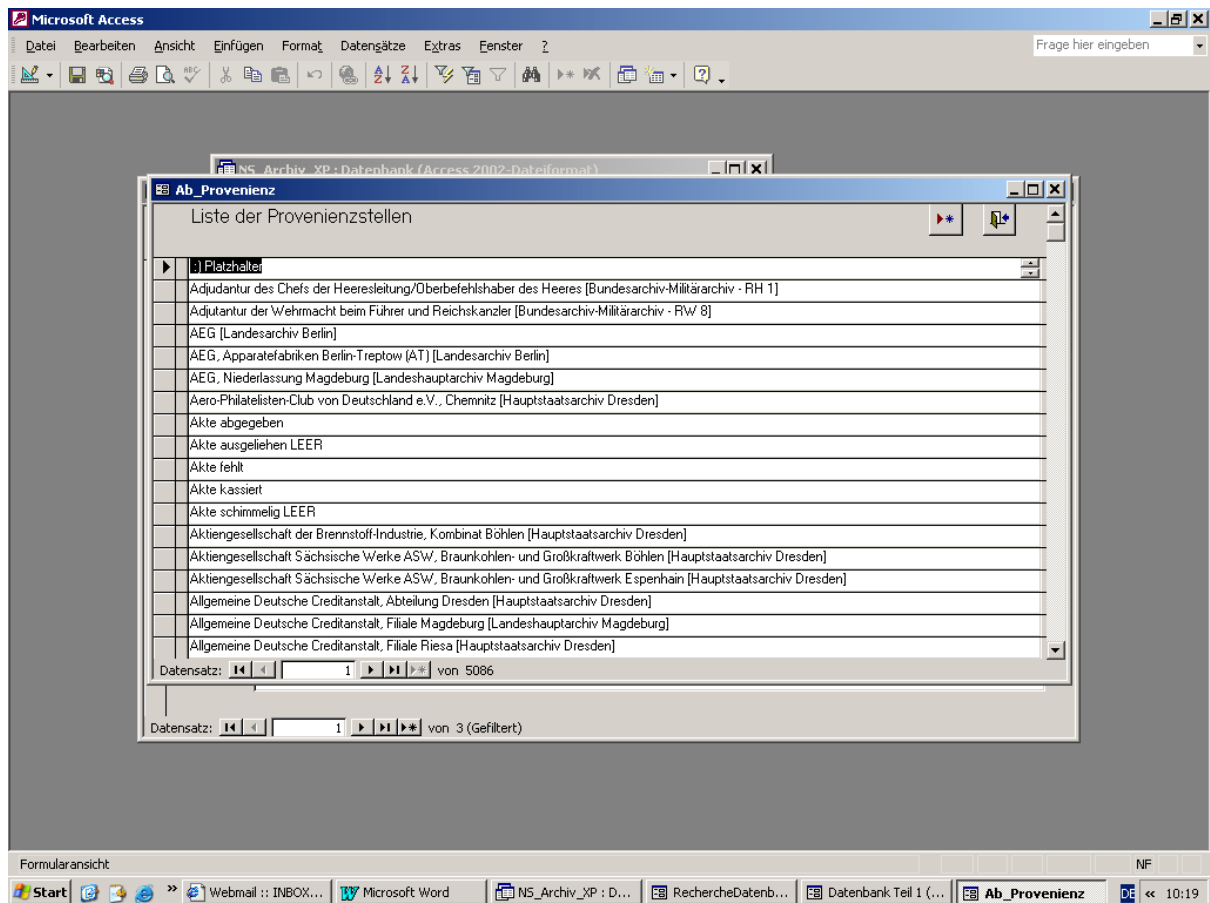 Microsoft Access
Datei Bearbeiten Ansicht Einfügen Format Datensätze Extras Fenster ?
Frage hier eingeben
NS_Archiv_XP : Datenbank (Access 2002-Dateiformat)
Ab_Provenienz
Liste der Provenienzstellen
:) Platzhalter
Adjudantur des Chefs der Heeresleitung/Oberbefehlshaber des Heeres [Bundesarchiv-Militärarchiv - RH 1]
Adjutantur der Wehrmacht beim Führer und Reichskanzler [Bundesarchiv-Militärarchiv - RW 8]
AEG [Landesarchiv Berlin]
AEG, Apparatefabriken Berlin-Treptow (AT) [Landesarchiv Berlin]
AEG, Niederlassung Magdeburg [Landeshauptarchiv Magdeburg]
Aero-Philatelisten-Club von Deutschland e.V., Chemnitz [Hauptstaatsarchiv Dresden]
Akte abgegeben
Akte ausgeliehen LEER
Akte fehlt
Akte kassiert
Akte schimmelig LEER
Aktiengesellschaft der Brennstoff-Industrie, Kombinat Böhlen [Hauptstaatsarchiv Dresden]
Aktiengesellschaft Sächsische Werke ASW, Braunkohlen- und Großkraftwerk Böhlen [Hauptstaatsarchiv Dresden]
Aktiengesellschaft Sächsische Werke ASW, Braunkohlen- und Großkraftwerk Espenhain [Hauptstaatsarchiv Dresden]
Allgemeine Deutsche Creditanstalt, Abteilung Dresden [Hauptstaatsarchiv Dresden]
Allgemeine Deutsche Creditanstalt, Filiale Magdeburg [Landeshauptarchiv Magdeburg]
Allgemeine Deutsche Creditanstalt, Filiale Riesa [Hauptstaatsarchiv Dresden]
Datensatz: 1 von 5086
Datensatz: 1 von 3 (Gefiltert)
Formularansicht NF
Start » Webmail :: INBOX... Microsoft Word NS_Archiv_XP : D... RechercheDatenb... Datenbank Teil 1 (... Ab_Provenienz DE « 10:19